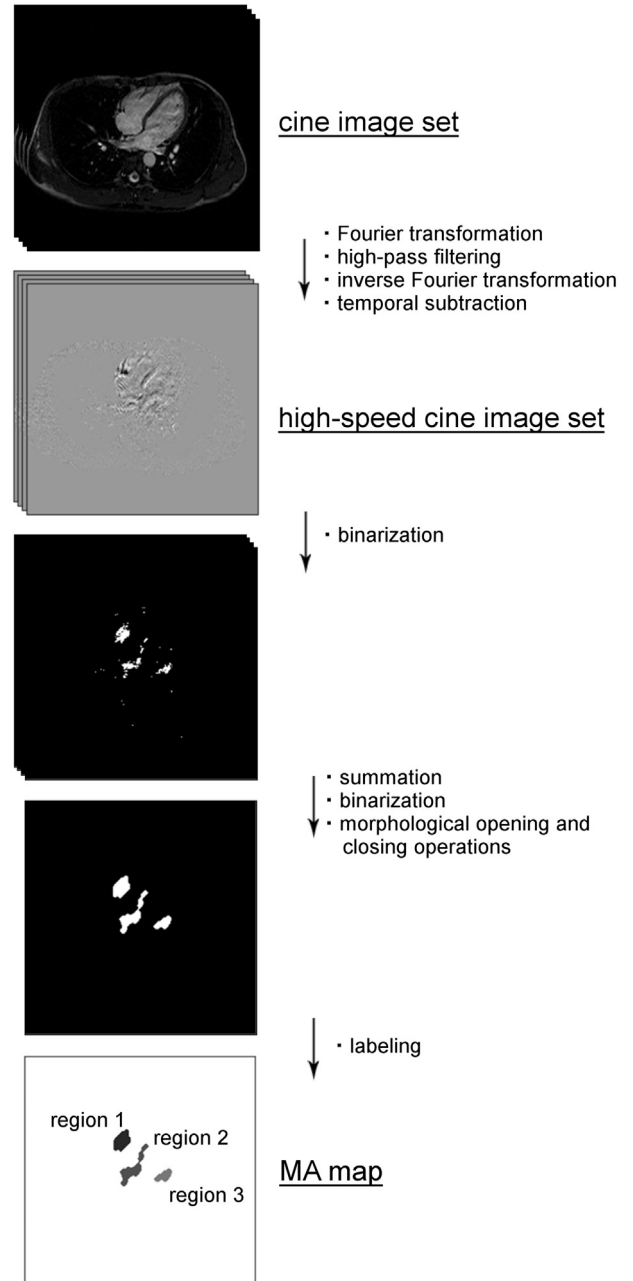 cine image set
・Fourier transformation
・high-pass filtering
・inverse Fourier transformation
・temporal subtraction
high-speed cine image set
・binarization
・summation
・binarization
・morphological opening and
closing operations
・labeling
region 1
region 2
region 3
MA map